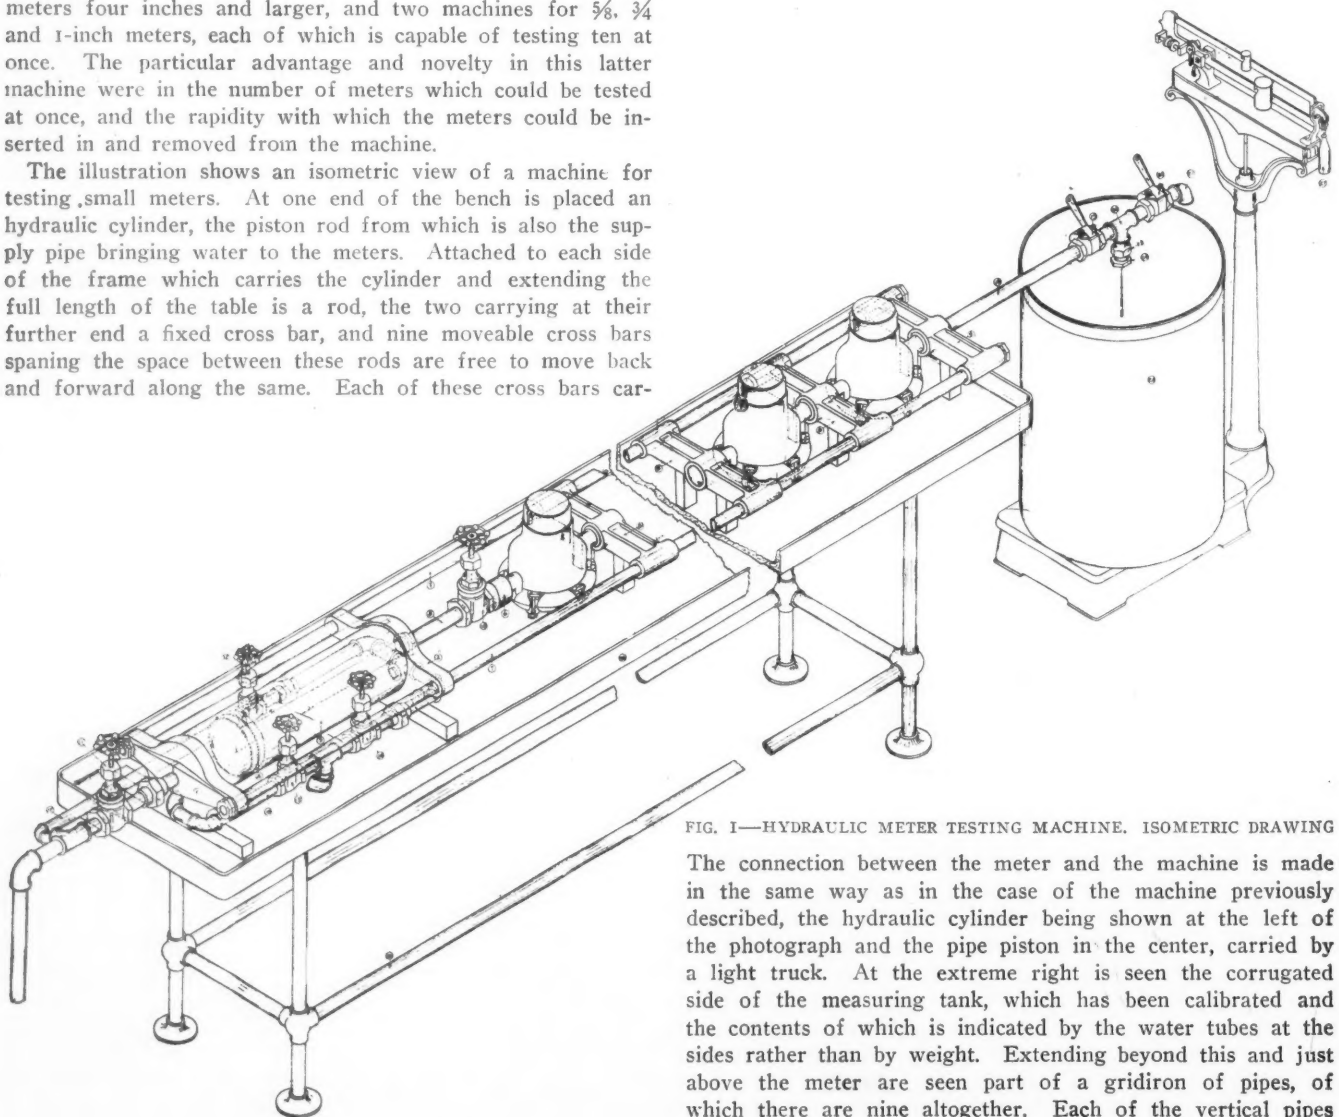 meters four inches and larger, and two machines for ⅝, ¾
and 1-inch meters, each of which is capable of testing ten at
once. The particular advantage and novelty in this latter
machine were in the number of meters which could be tested
at once, and the rapidity with which the meters could be in-
serted in and removed from the machine.
The illustration shows an isometric view of a machine for
testing small meters. At one end of the bench is placed an
hydraulic cylinder, the piston rod from which is also the sup-
ply pipe bringing water to the meters. Attached to each side
of the frame which carries the cylinder and extending the
full length of the table is a rod, the two carrying at their
further end a fixed cross bar, and nine moveable cross bars
spaning the space between these rods are free to move back
and forward along the same. Each of these cross bars car-
FIG. I—HYDRAULIC METER TESTING MACHINE. ISOMETRIC DRAWING
The connection between the meter and the machine is made
in the same way as in the case of the machine previously
described, the hydraulic cylinder being shown at the left of
the photograph and the pipe piston in the center, carried by
a light truck. At the extreme right is seen the corrugated
side of the measuring tank, which has been calibrated and
the contents of which is indicated by the water tubes at the
sides rather than by weight. Extending beyond this and just
above the meter are seen part of a gridiron of pipes, of
which there are nine altogether. Each of the vertical pipes